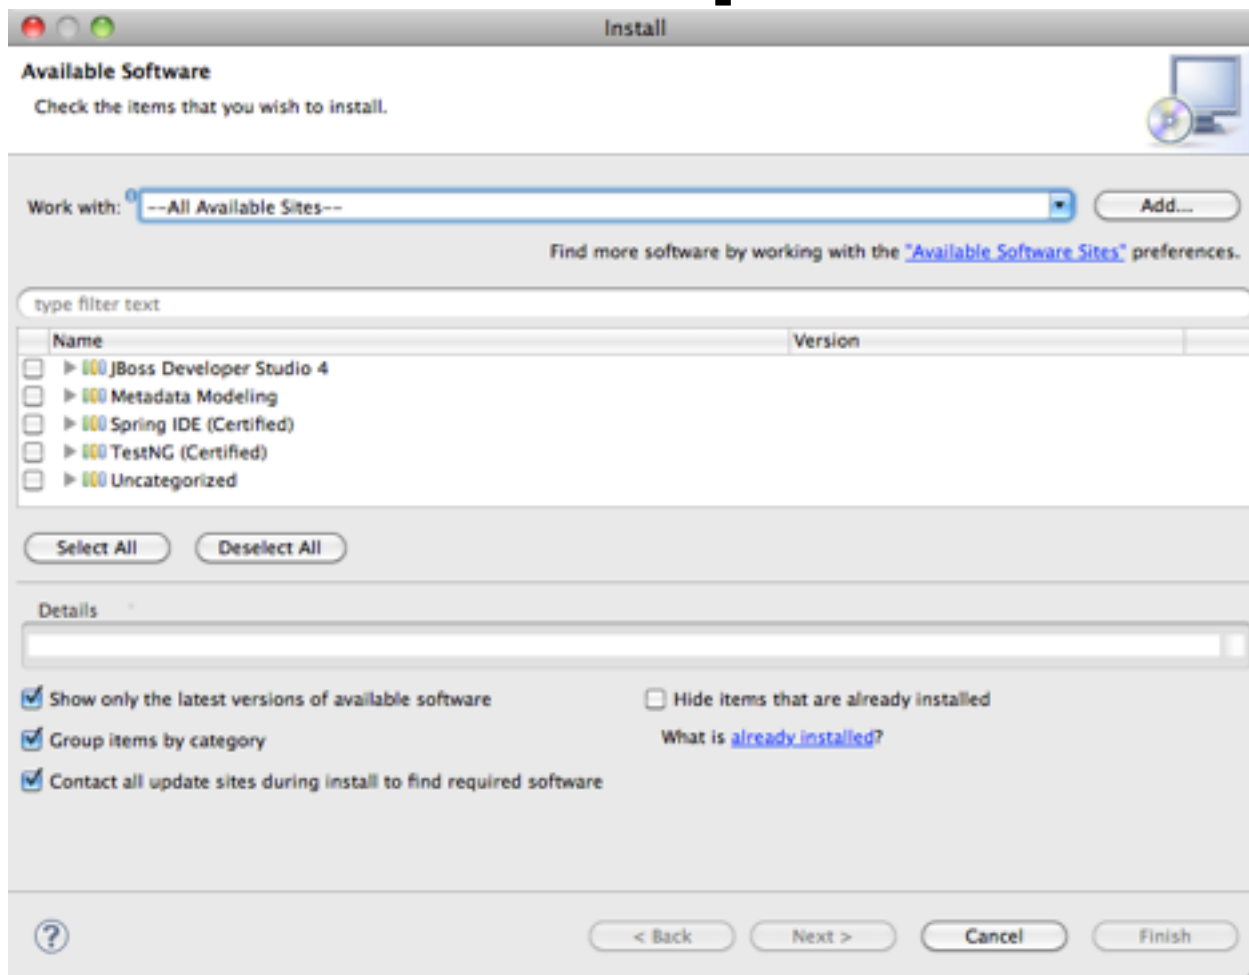 Install
Available Software
Check the items that you wish to install.
Work with: --All Available Sites-- Add...
Find more software by working with the "Available Software Sites" preferences.
type filter text
Name Version
JBoss Developer Studio 4
Metadata Modeling
Spring IDE (Certified)
TestNG (Certified)
Uncategorized
Select All Deselect All
Details
Show only the latest versions of available software Hide items that are already installed
Group items by category What is already installed?
Contact all update sites during install to find required software
? < Back Next > Cancel Finish